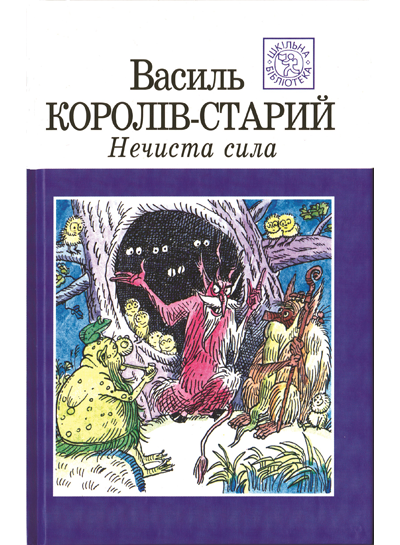 Василь
КОРОЛІВ-СТАРИЙ
Нечиста сила
ШКІЛЬНА
БІБЛІОТЕКА